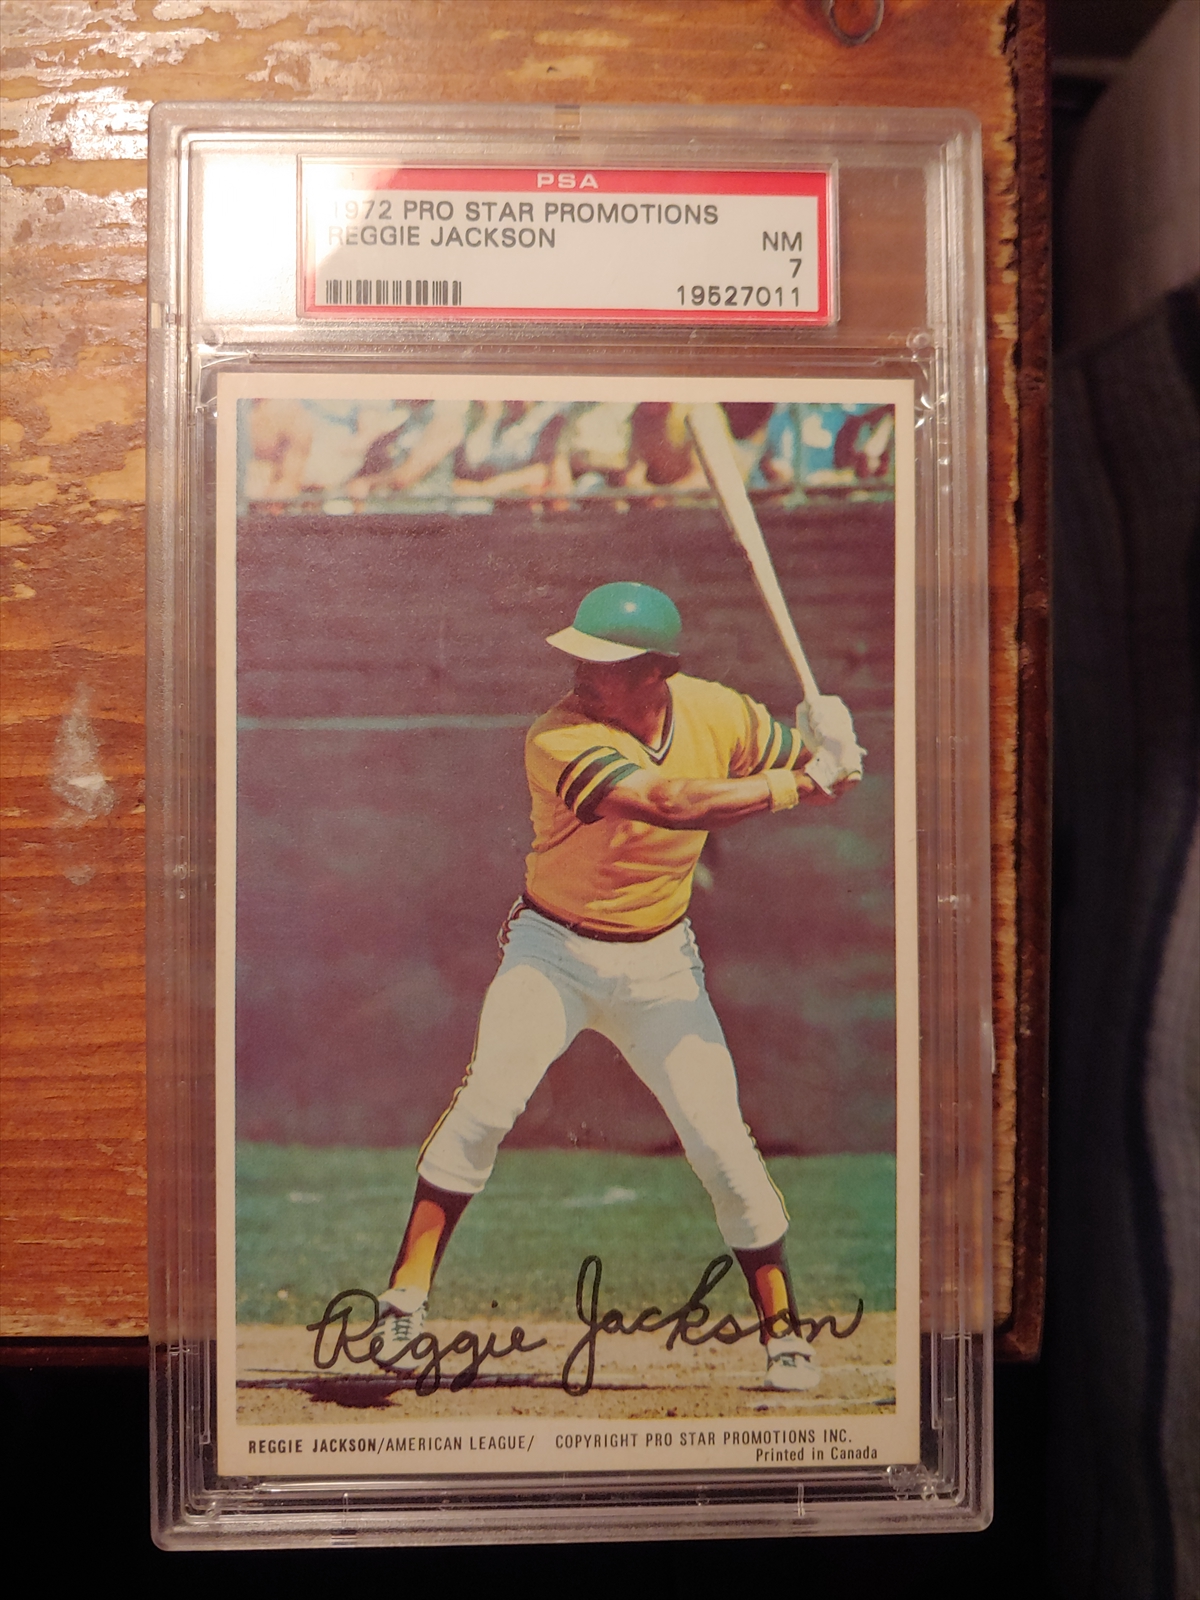 PSA
1972 PRO STAR PROMOTIONS
REGGIE JACKSON
NM
7
19527011
Reggie Jackson
REGGIE JACKSON/AMERICAN LEAGUE/ COPYRIGHT PRO STAR PROMOTIONS INC.
Printed in Canada